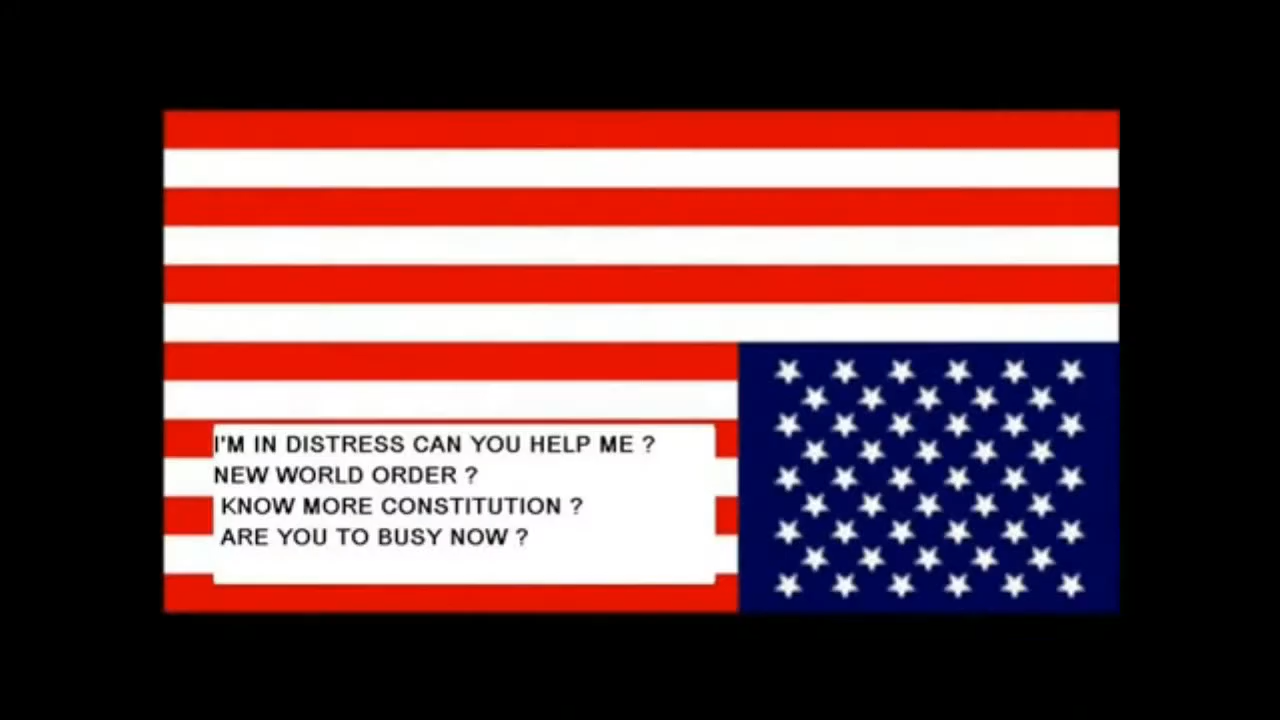 I'M IN DISTRESS CAN YOU HELP ME ?
NEW WORLD ORDER ?
KNOW MORE CONSTITUTION ?
ARE YOU TO BUSY NOW ?